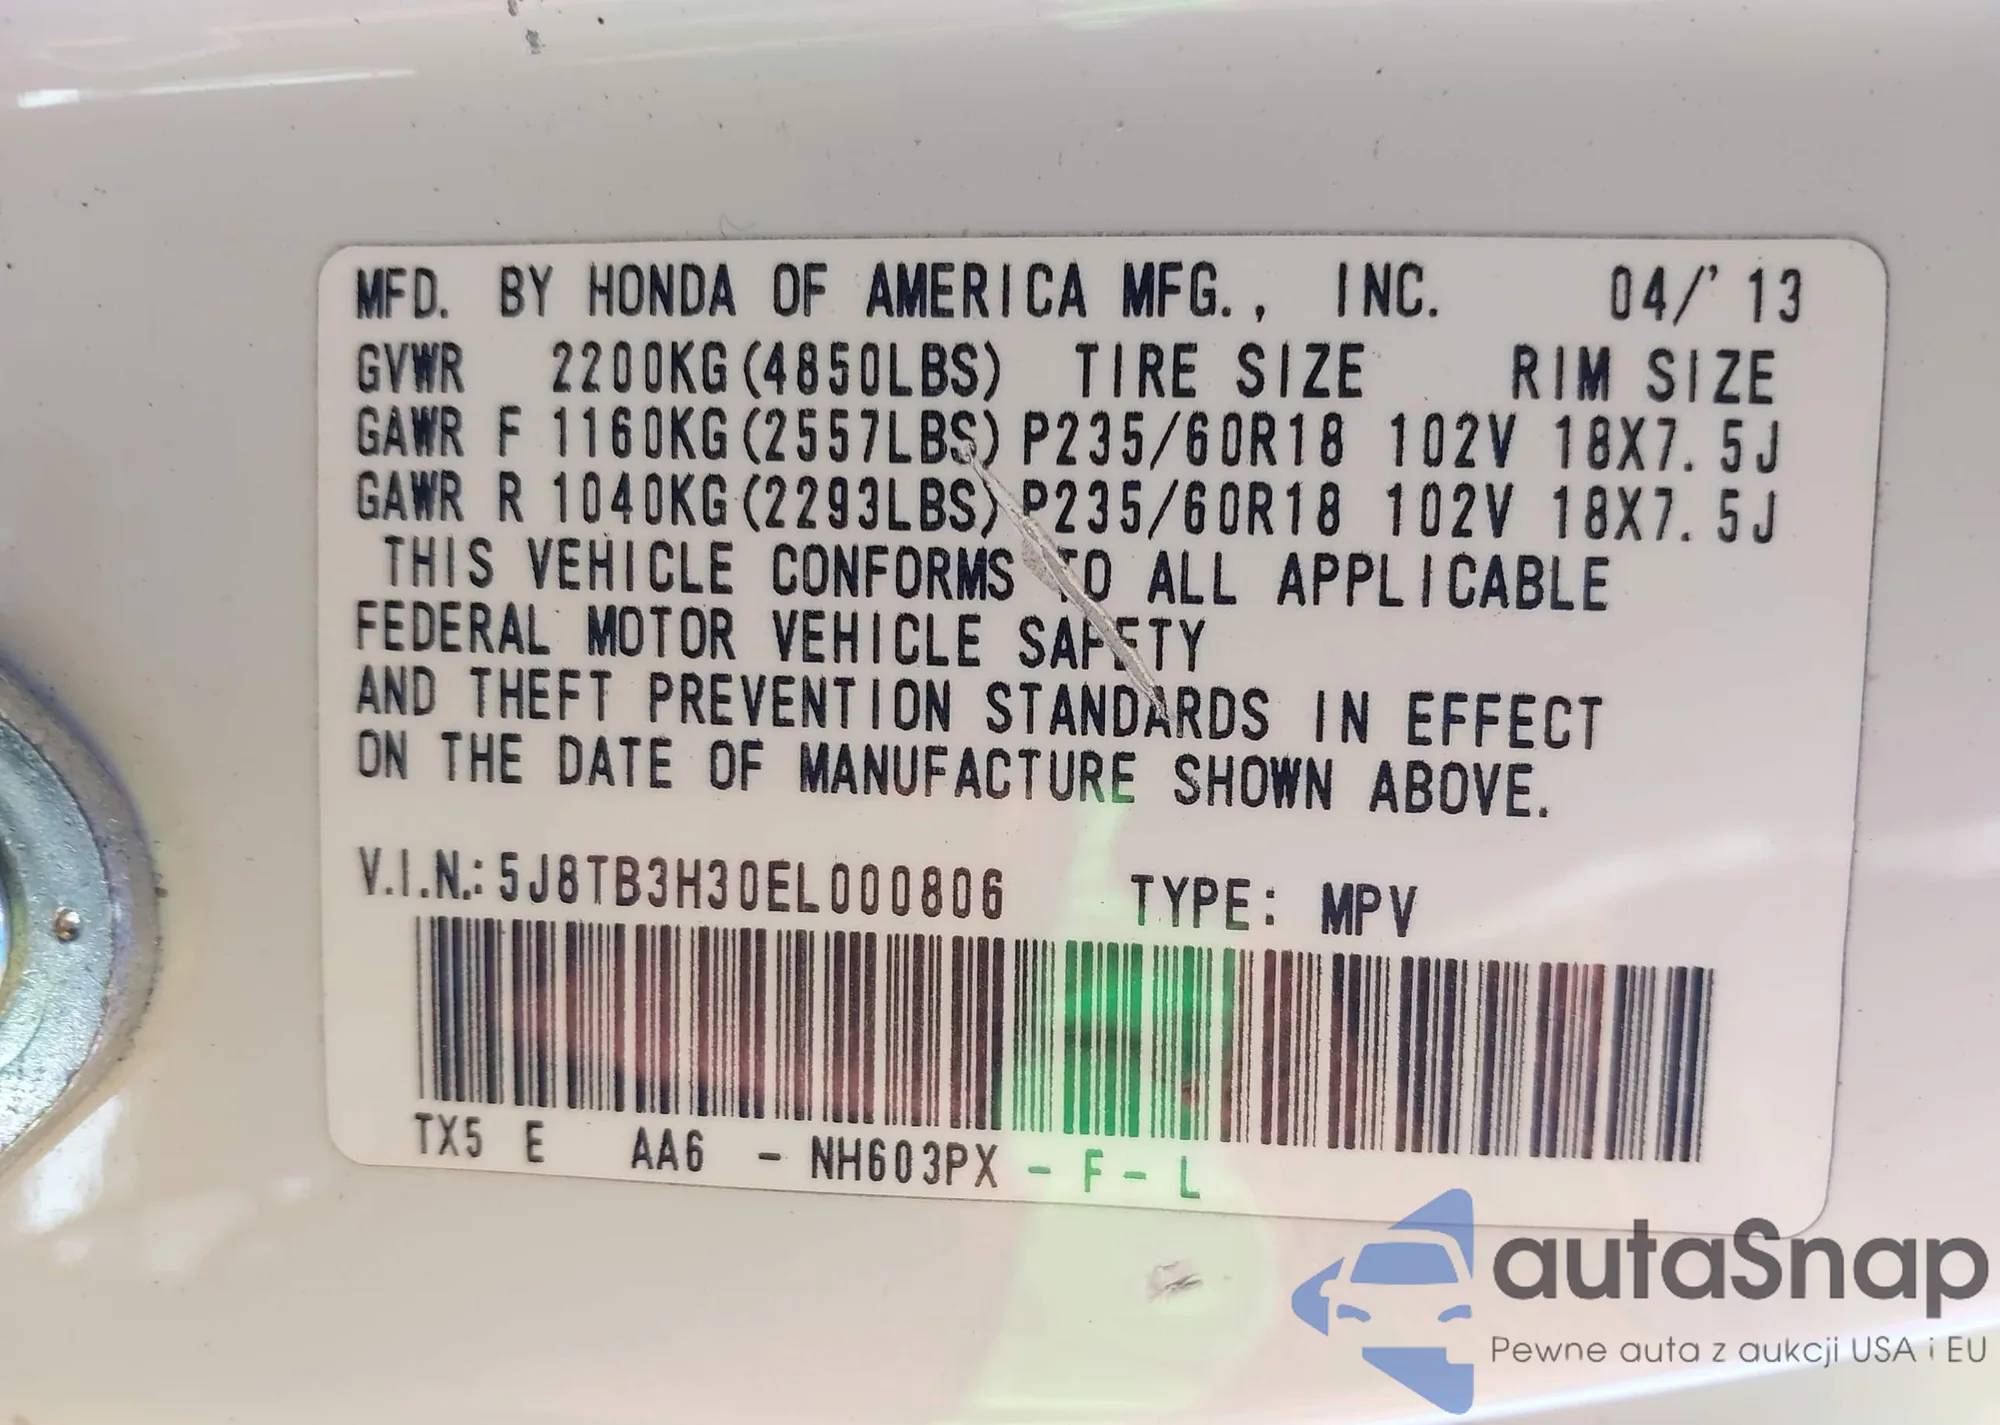 MFD. BY HONDA OF AMERICA MFG., INC. 04/'13
GVWR 2200KG(4850LBS) TIRE SIZE RIM SIZE
GAWR F 1160KG(2557LBS) P235/60R18 102V 18X7.5J
GAWR R 1040KG(2293LBS) P235/60R18 102V 18X7.5J
THIS VEHICLE CONFORMS TO ALL APPLICABLE
FEDERAL MOTOR VEHICLE SAFETY
AND THEFT PREVENTION STANDARDS IN EFFECT
ON THE DATE OF MANUFACTURE SHOWN ABOVE.
V.I.N.: 5J8TB3H30EL000806 TYPE: MPV
TX5 E AA6 - NH603PX - F - L
autaSnap
Pewne auta z aukcji USA i EU